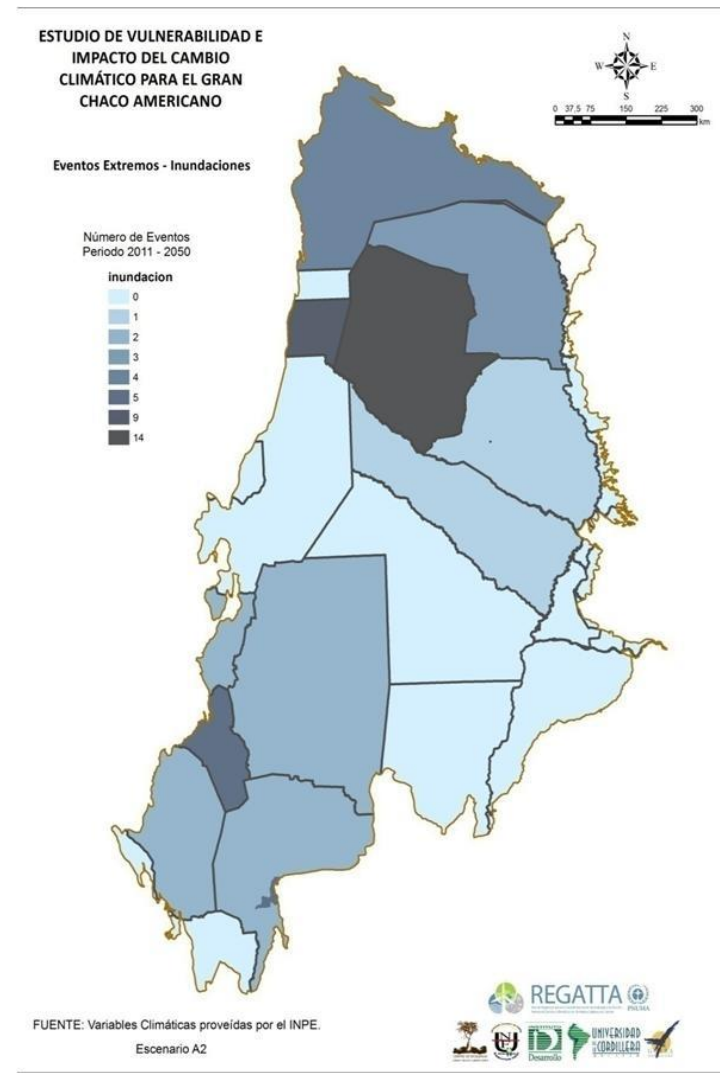 ESTUDIO DE VULNERABILIDAD E
IMPACTO DEL CAMBIO
CLIMÁTICO PARA EL GRAN
CHACO AMERICANO
Eventos Extremos - Inundaciones
N
W E
S
0 37,5 75 150 225 300
km
Número de Eventos
Periodo 2011 - 2050
inundacion
0
1
2
3
4
5
9
14
REGATTA
PNUMA
FUENTE: Variables Climáticas proveídas por el INPE.
Escenario A2
Desarrollo
UNIVERSIDAD
CORDILLERA